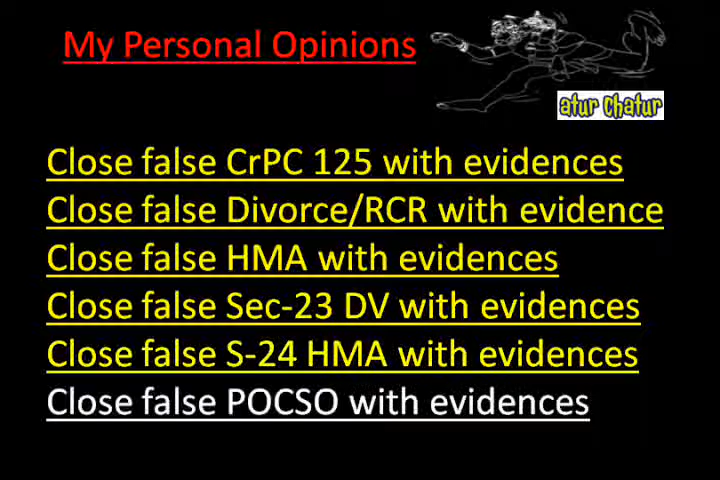 My Personal Opinions
atur Chatur
Close false CrPC 125 with evidences
Close false Divorce/RCR with evidence
Close false HMA with evidences
Close false Sec-23 DV with evidences
Close false S-24 HMA with evidences
Close false POCSO with evidences